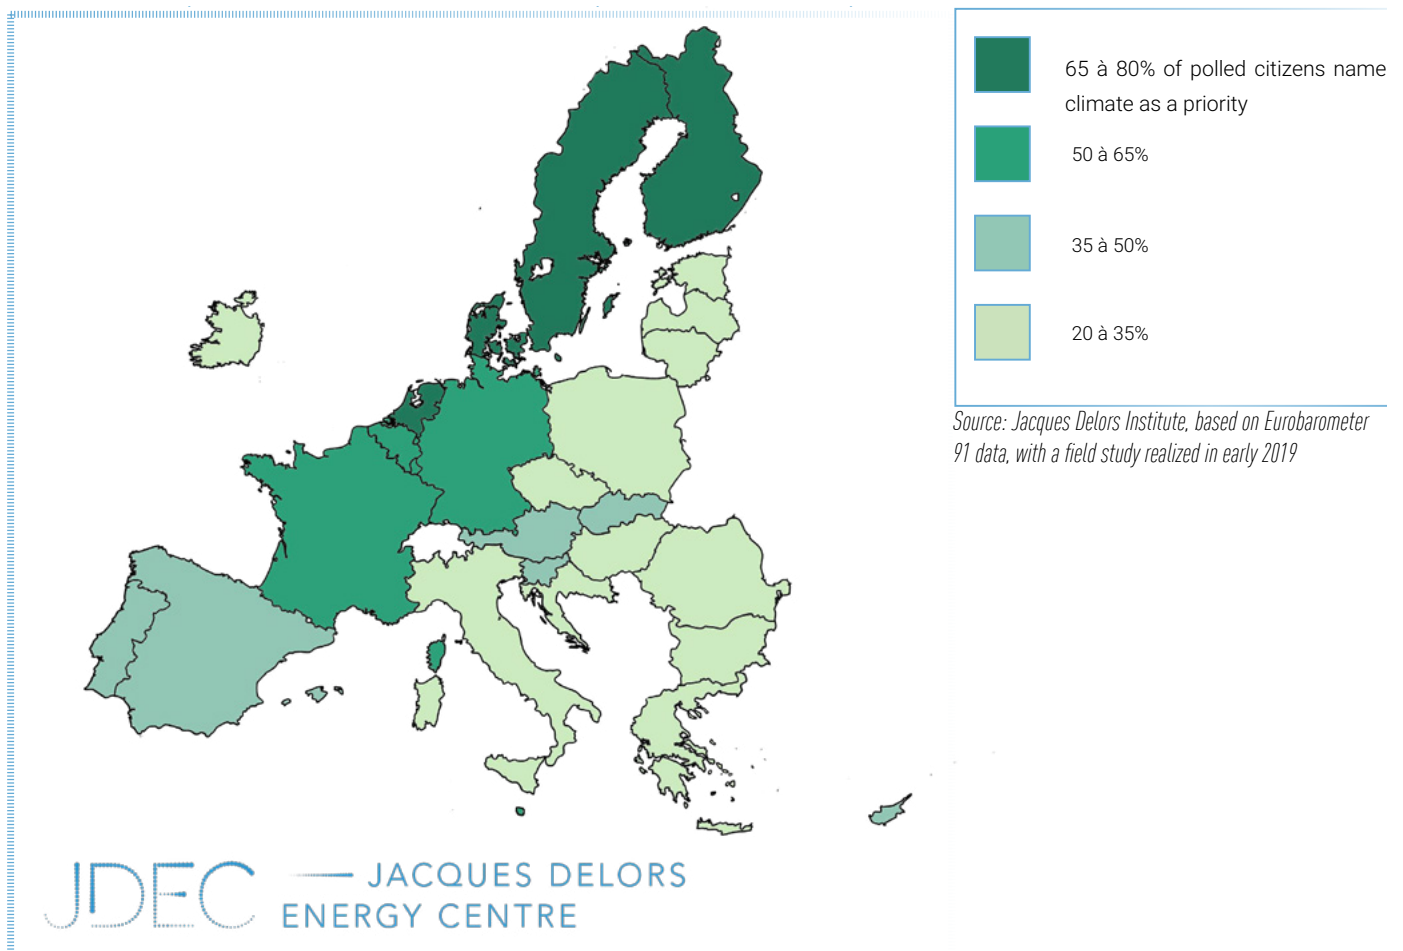 65 à 80% of polled citizens name
climate as a priority
50 à 65%
35 à 50%
20 à 35%
Source: Jacques Delors Institute, based on Eurobarometer
91 data, with a field study realized in early 2019
JDEC
JACQUES DELORS
ENERGY CENTRE